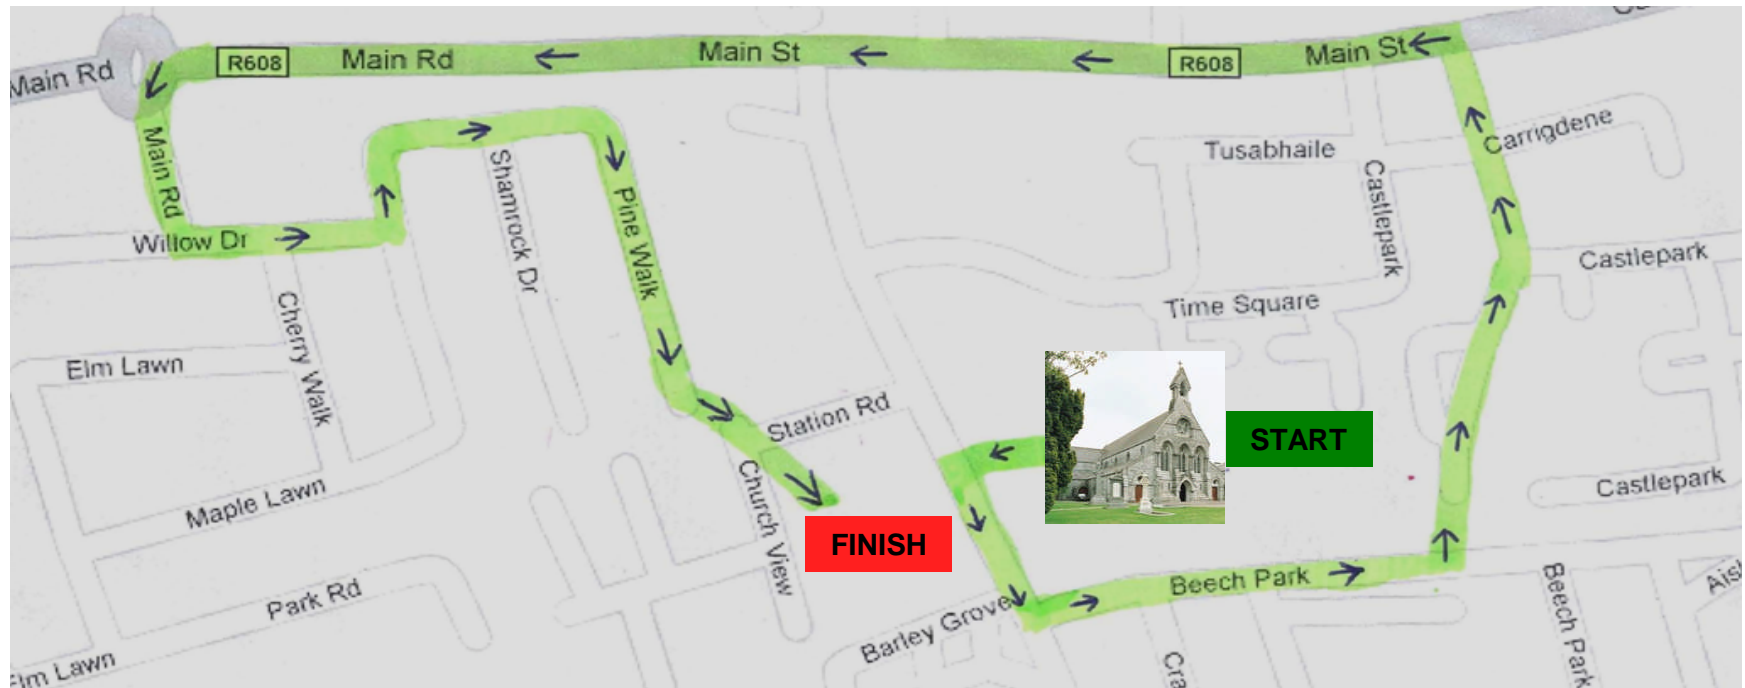 Main Rd
R608
Main Rd
Main St
R608
Main St
Main Rd
Willow Dr
Shamrock Dr
Pine Walk
Tusabhaile
Carrigdene
Castlepark
Castlepark
Time Square
Cherry Walk
Elm Lawn
Station Rd
START
Maple Lawn
Church View
Castlepark
FINISH
Beech Park
Park Rd
Barley Grove
Beech Park
Elm Lawn